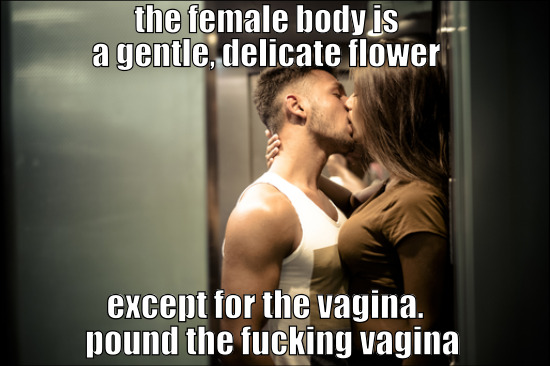 the female body is
a gentle, delicate flower
except for the vagina.
pound the fucking vagina